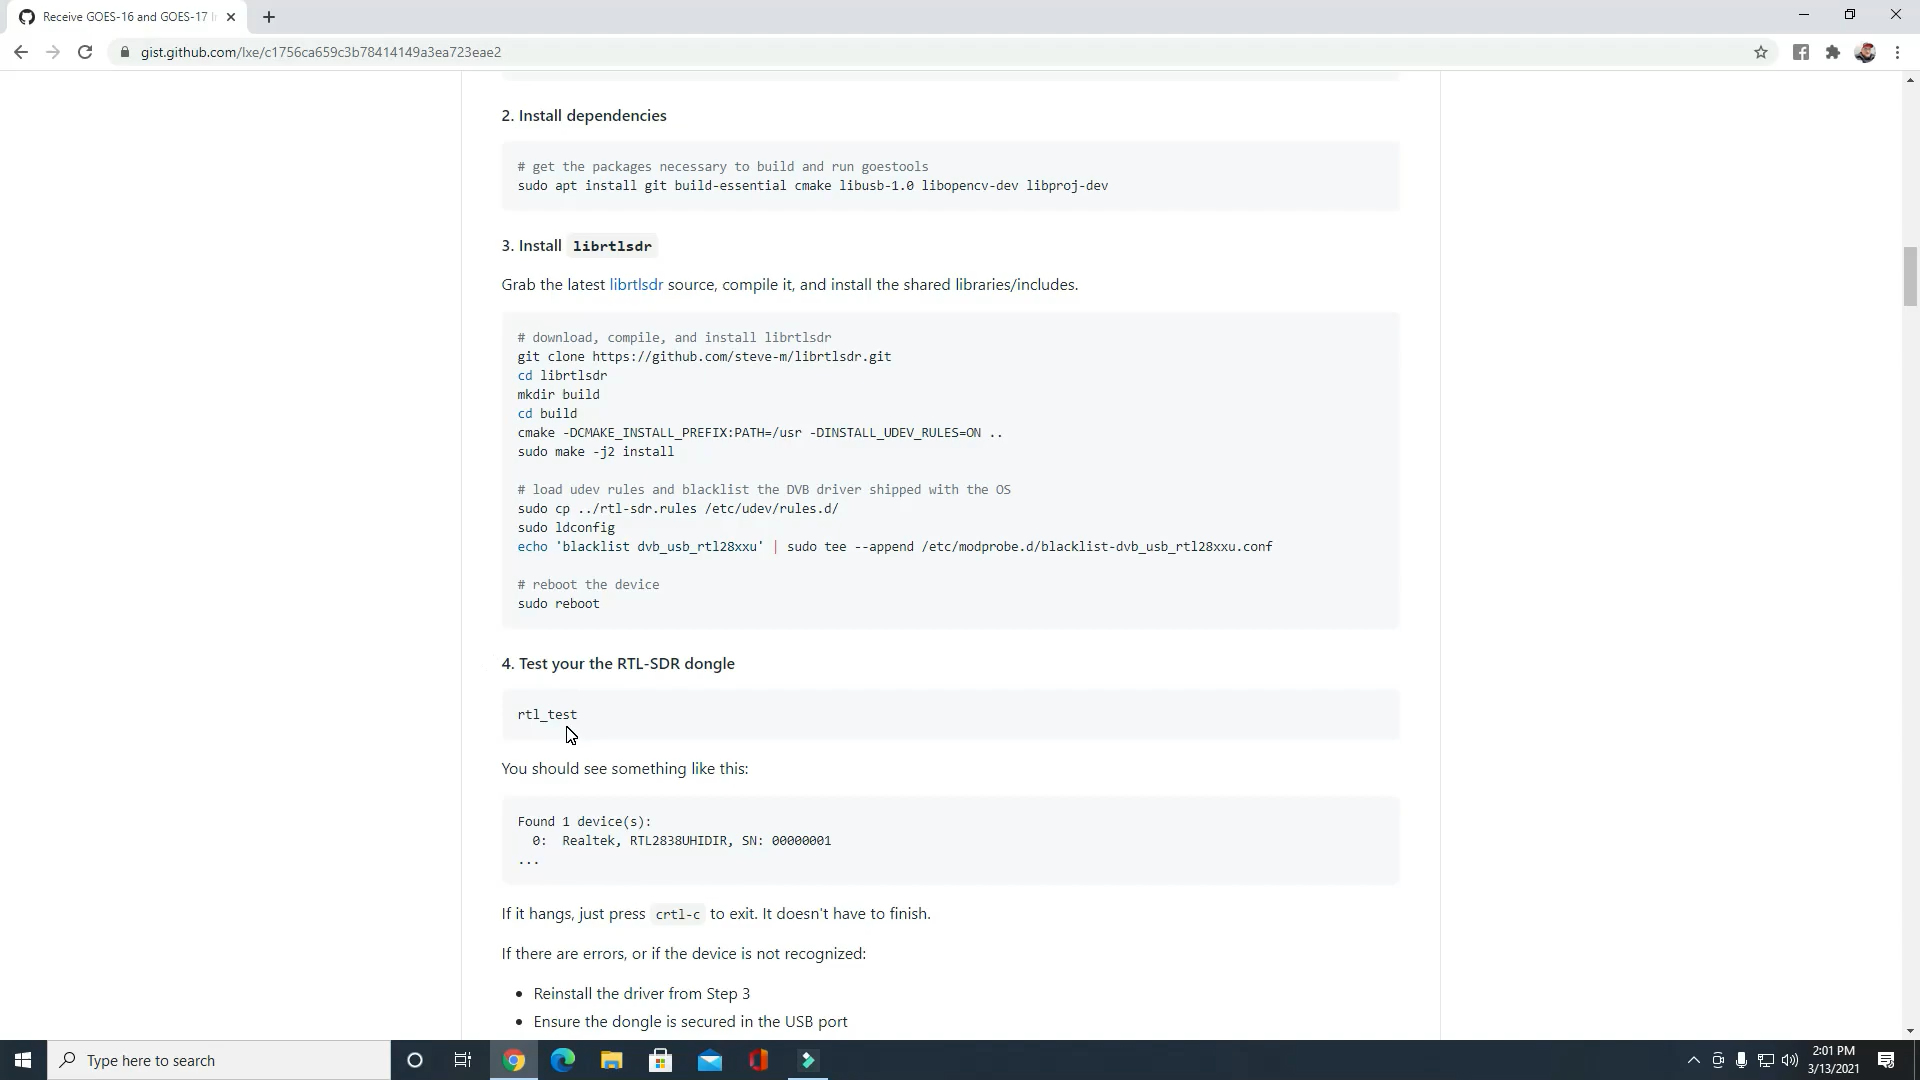 Receive GOES-16 and GOES-17 I
gist.github.com/lxe/c1756ca659c3b78414149a3ea723eae2
2. Install dependencies
# get the packages necessary to build and run goestools
sudo apt install git build-essential cmake libusb-1.0 libopencv-dev libproj-dev
3. Install librtlsdr
Grab the latest librtlsdr source, compile it, and install the shared libraries/includes.
# download, compile, and install librtlsdr
git clone https://github.com/steve-m/librtlsdr.git
cd librtlsdr
mkdir build
cd build
cmake -DCMAKE_INSTALL_PREFIX:PATH=/usr -DINSTALL_UDEV_RULES=ON ..
sudo make -j2 install
# load udev rules and blacklist the DVB driver shipped with the OS
sudo cp ../rtl-sdr.rules /etc/udev/rules.d/
sudo ldconfig
echo 'blacklist dvb_usb_rtl28xxu' | sudo tee --append /etc/modprobe.d/blacklist-dvb_usb_rtl28xxu.conf
# reboot the device
sudo reboot
4. Test your the RTL-SDR dongle
rtl_test
You should see something like this:
Found 1 device(s):
0: Realtek, RTL2838UHIDIR, SN: 00000001
...
If it hangs, just press crtl-c to exit. It doesn't have to finish.
If there are errors, or if the device is not recognized:
• Reinstall the driver from Step 3
• Ensure the dongle is secured in the USB port
Type here to search
2:01 PM
3/13/2021